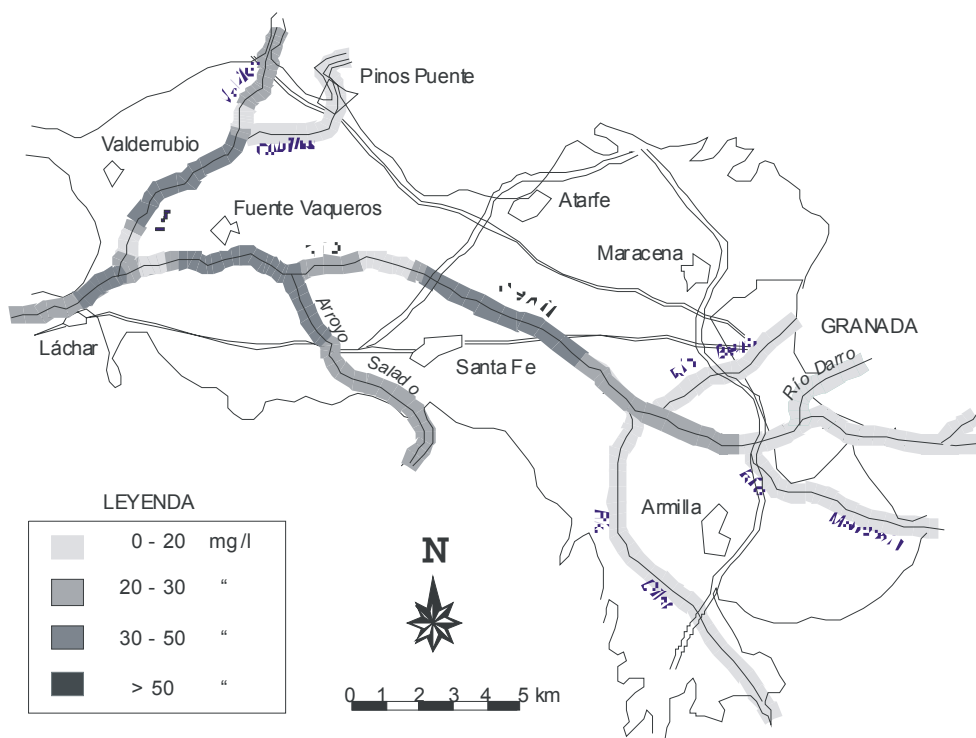 Pinos Puente
Valderrubio
Fuente Vaqueros
Atarfe
Maracena
GRANADA
Río Darro
Láchar
Arroyo
Salado
Santa Fe
Armilla
LEYENDA
0 - 20 mg/l
20 - 30 “
30 - 50 “
> 50 “
N
0 1 2 3 4 5 km